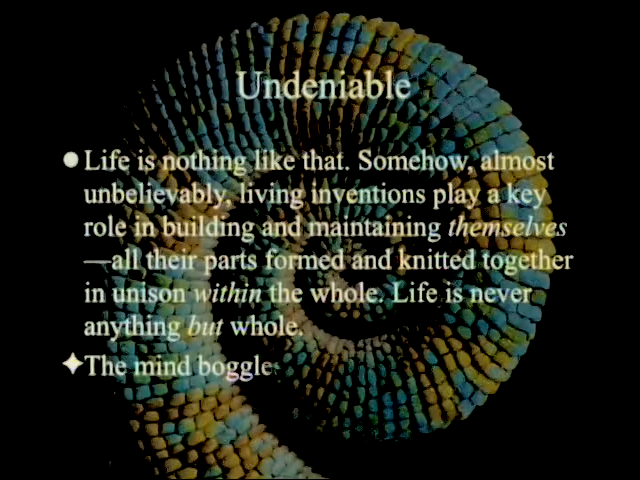 Undeniable
Life is nothing like that. Somehow, almost
unbelievably, living inventions play a key
role in building and maintaining themselves
—all their parts formed and knitted together
in unison within the whole. Life is never
anything but whole.
The mind boggle